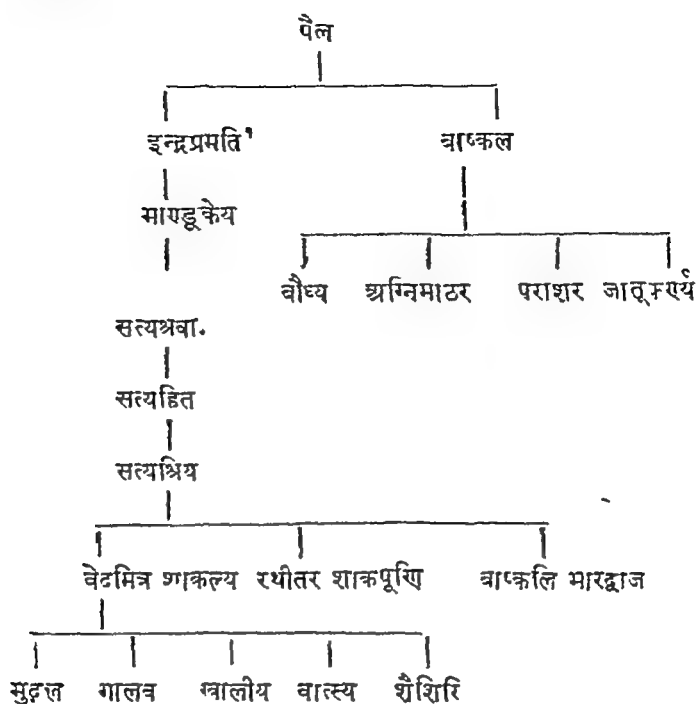 पैल
इन्द्रप्रमति¹ वाष्कल
माण्डूकेय
वौध्य अग्निमाठर पराशर जातूकर्ण्य
सत्यश्रवा.
सत्यहित
सत्यश्रिय
वेदमित्र शाकल्य रथीतर शाकपूणि वाष्कलि भारद्वाज
मुद्गल गालव खालीय वात्स्य शैशिरि